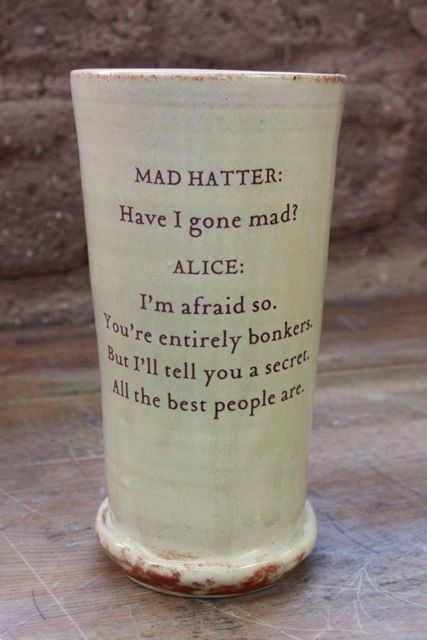 MAD HATTER:
Have I gone mad?
ALICE:
I'm afraid so.
You're entirely bonkers.
But I'll tell you a secret.
All the best people are.